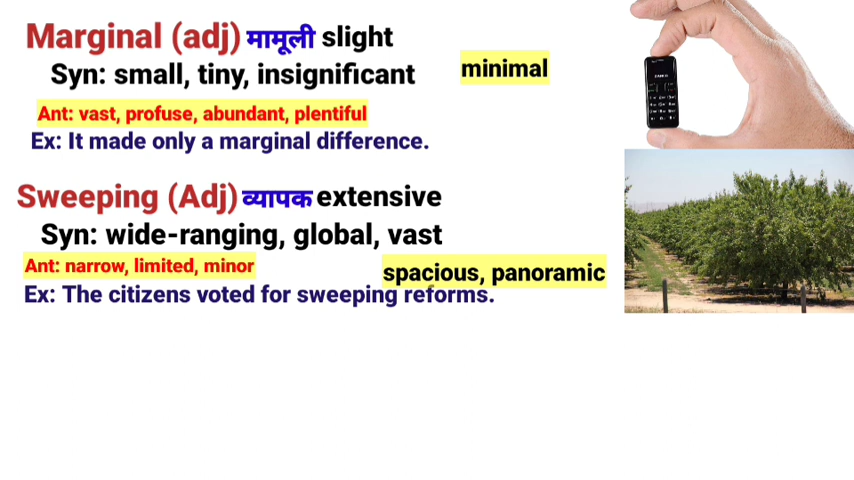 Marginal (adj) मामूली slight
Syn: small, tiny, insignificant
minimal
Ant: vast, profuse, abundant, plentiful
Ex: It made only a marginal difference.
Sweeping (Adj) व्यापक extensive
Syn: wide-ranging, global, vast
Ant: narrow, limited, minor
spacious, panoramic
Ex: The citizens voted for sweeping reforms.